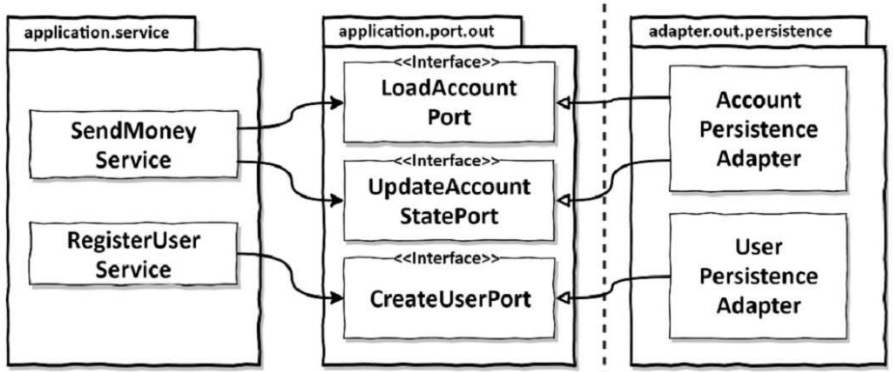 application.service
SendMoney
Service
RegisterUser
Service
application.port.out
<<Interface>>
LoadAccount
Port
<<Interface>>
UpdateAccount
StatePort
<<Interface>>
CreateUserPort
adapter.out.persistence
Account
Persistence
Adapter
User
Persistence
Adapter